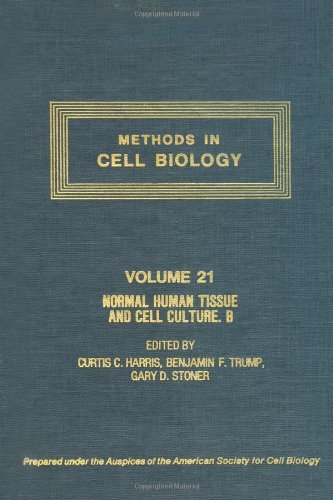 METHODS IN
CELL BIOLOGY
VOLUME 21
NORMAL HUMAN TISSUE
AND CELL CULTURE. B
EDITED BY
CURTIS C. HARRIS, BENJAMIN F. TRUMP,
GARY D. STONER
Prepared under the Auspices of the American Society for Cell Biology